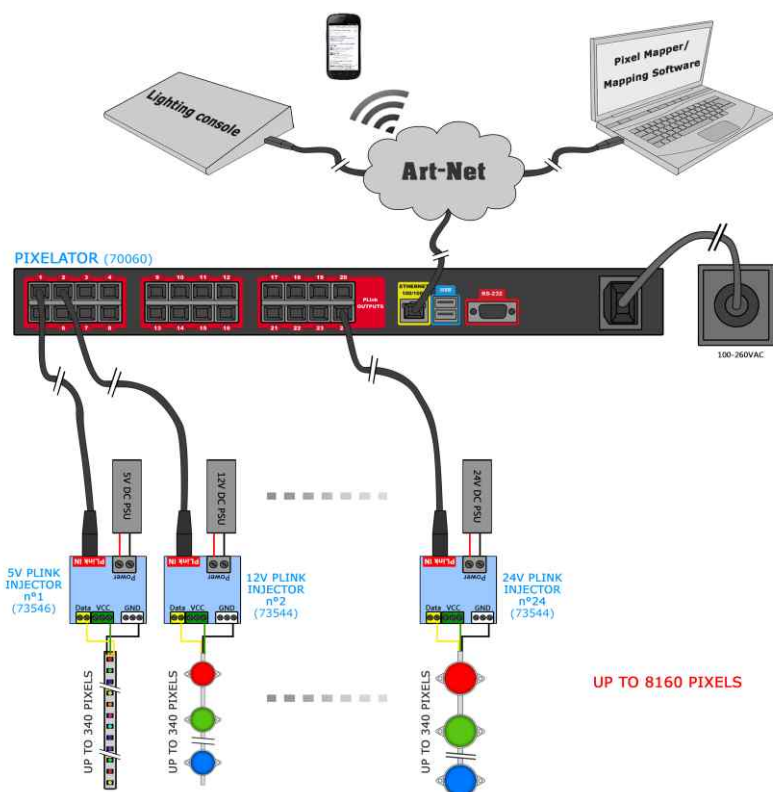 Lighting console
Pixel Mapper/
Mapping Software
Art-Net
PIXELATOR (70060)
1 2 3 4
9 10 11 12
17 18 19 20
PLink
OUTPUTS
6 7 8
13 14 15 16
21 22 23 2
ETHERNET
10/100
USB
RS-232
100-260VAC
5V DC PSU
12V DC PSU
24V DC PSU
PLink IN
Power
Data VCC GND
5V PLINK
INJECTOR
n°1
(73546)
PLink IN
Power
Data VCC GND
12V PLINK
INJECTOR
n°2
(73544)
PLink IN
Power
Data VCC GND
24V PLINK
INJECTOR
n°24
(73544)
UP TO 340 PIXELS
UP TO 340 PIXELS
UP TO 340 PIXELS
UP TO 8160 PIXELS